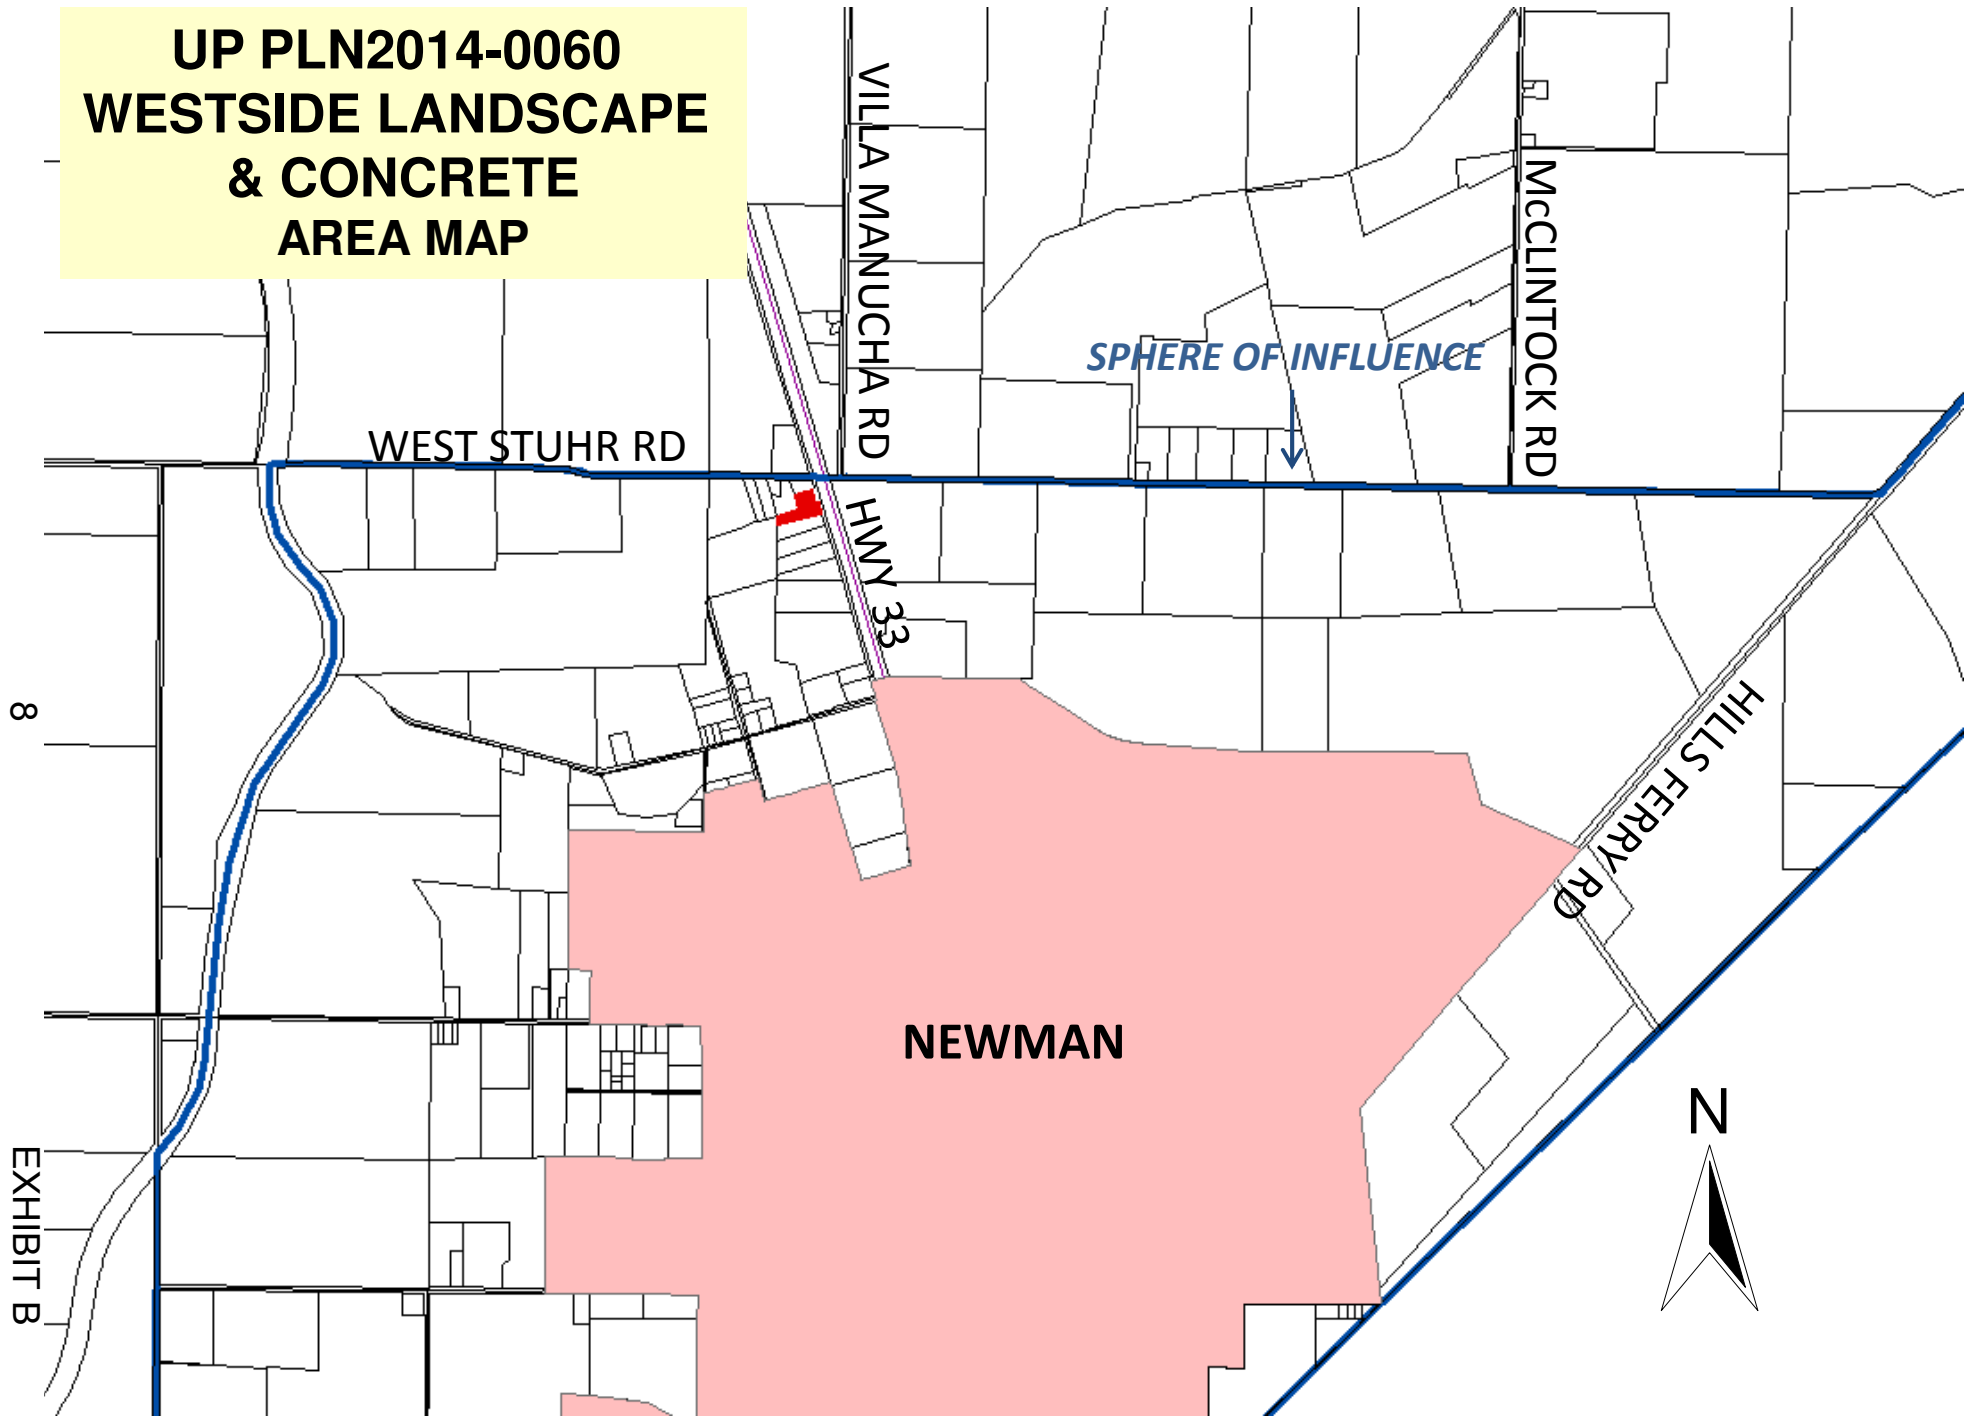 UP PLN2014-0060
WESTSIDE LANDSCAPE
& CONCRETE
AREA MAP
VILLA MANUCHA RD
McCLINTOCK RD
SPHERE OF INFLUENCE
WEST STUHR RD
HWY 33
HILLS FERRY RD
NEWMAN
N
8
EXHIBIT B